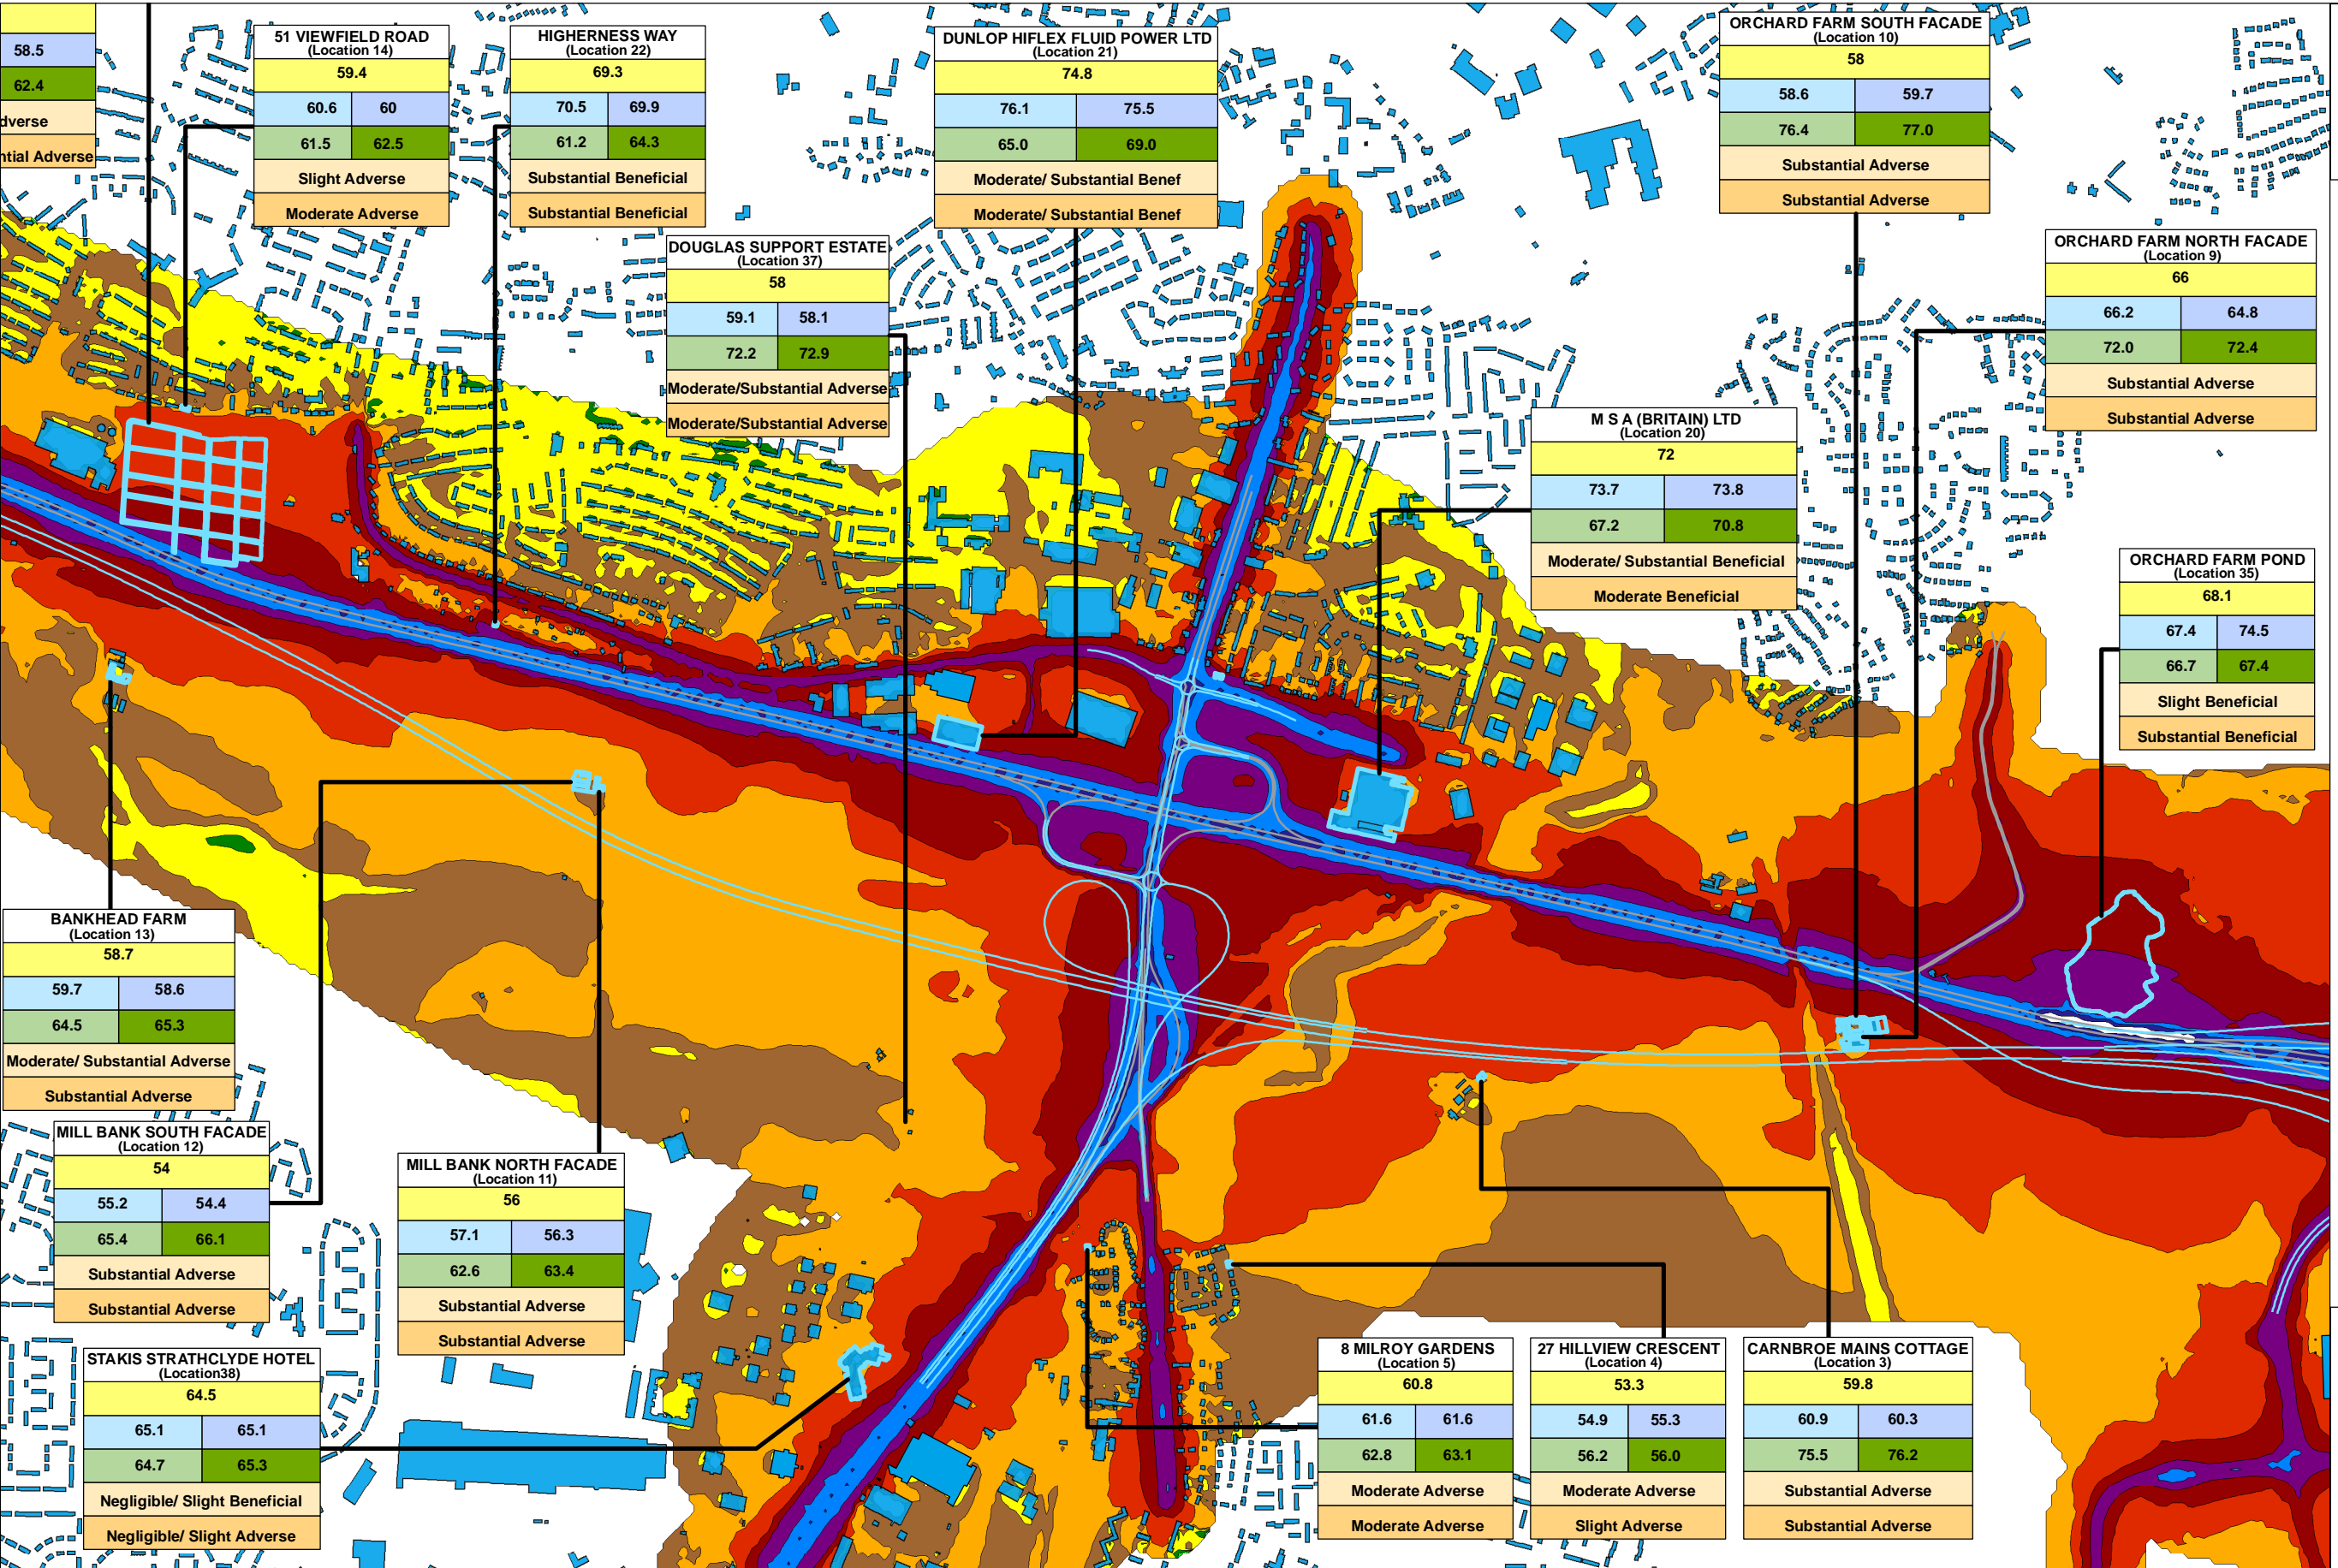 58.5
62.4
dverse
ntial Adverse
51 VIEWFIELD ROAD
(Location 14)
59.4
60.6 60
61.5 62.5
Slight Adverse
Moderate Adverse
HIGHERNESS WAY
(Location 22)
69.3
70.5 69.9
61.2 64.3
Substantial Beneficial
Substantial Beneficial
DUNLOP HIFLEX FLUID POWER LTD
(Location 21)
74.8
76.1 75.5
65.0 69.0
Moderate/ Substantial Benef
Moderate/ Substantial Benef
ORCHARD FARM SOUTH FACADE
(Location 10)
58
58.6 59.7
76.4 77.0
Substantial Adverse
Substantial Adverse
DOUGLAS SUPPORT ESTATE
(Location 37)
58
59.1 58.1
72.2 72.9
Moderate/Substantial Adverse
Moderate/Substantial Adverse
ORCHARD FARM NORTH FACADE
(Location 9)
66
66.2 64.8
72.0 72.4
Substantial Adverse
Substantial Adverse
M S A (BRITAIN) LTD
(Location 20)
72
73.7 73.8
67.2 70.8
Moderate/ Substantial Beneficial
Moderate Beneficial
ORCHARD FARM POND
(Location 35)
68.1
67.4 74.5
66.7 67.4
Slight Beneficial
Substantial Beneficial
BANKHEAD FARM
(Location 13)
58.7
59.7 58.6
64.5 65.3
Moderate/ Substantial Adverse
Substantial Adverse
MILL BANK SOUTH FACADE
(Location 12)
54
55.2 54.4
65.4 66.1
Substantial Adverse
Substantial Adverse
MILL BANK NORTH FACADE
(Location 11)
56
57.1 56.3
62.6 63.4
Substantial Adverse
Substantial Adverse
STAKIS STRATHCLYDE HOTEL
(Location38)
64.5
65.1 65.1
64.7 65.3
Negligible/ Slight Beneficial
Negligible/ Slight Adverse
8 MILROY GARDENS
(Location 5)
60.8
61.6 61.6
62.8 63.1
Moderate Adverse
Moderate Adverse
27 HILLVIEW CRESCENT
(Location 4)
53.3
54.9 55.3
56.2 56.0
Moderate Adverse
Slight Adverse
CARNBROE MAINS COTTAGE
(Location 3)
59.8
60.9 60.3
75.5 76.2
Substantial Adverse
Substantial Adverse